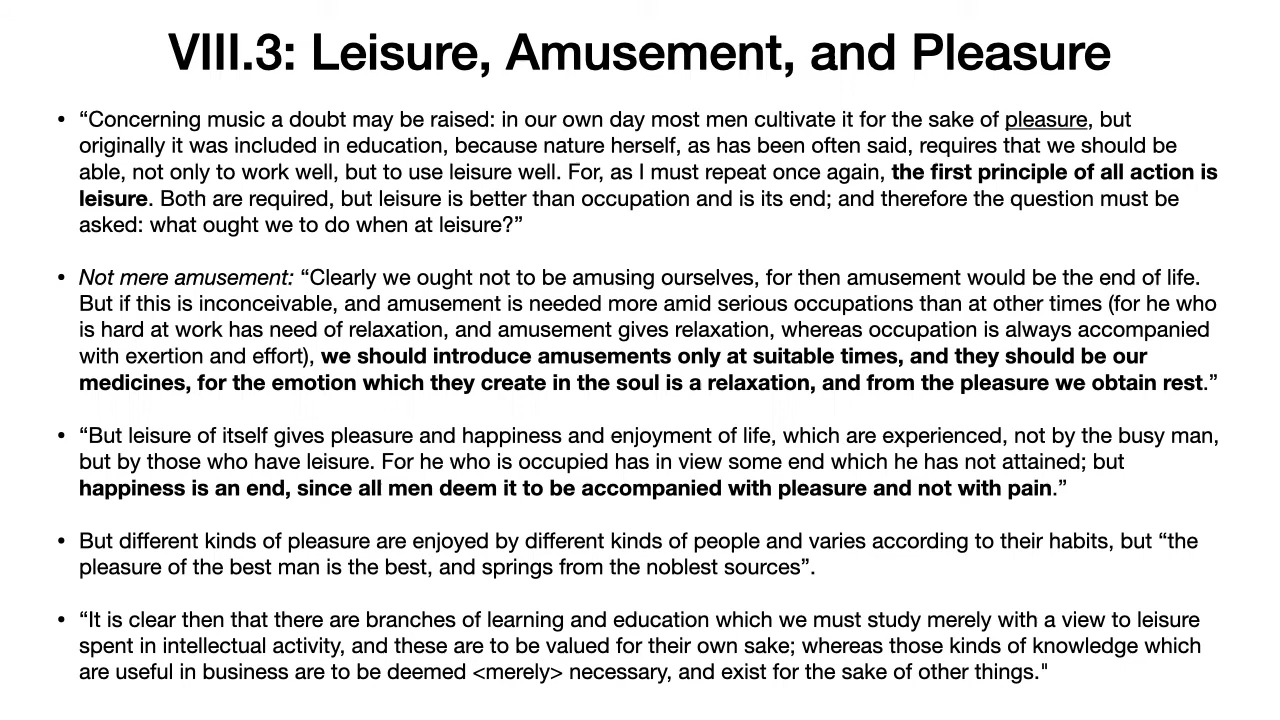 VIII.3: Leisure, Amusement, and Pleasure
• “Concerning music a doubt may be raised: in our own day most men cultivate it for the sake of pleasure, but
originally it was included in education, because nature herself, as has been often said, requires that we should be
able, not only to work well, but to use leisure well. For, as I must repeat once again, the first principle of all action is
leisure. Both are required, but leisure is better than occupation and is its end; and therefore the question must be
asked: what ought we to do when at leisure?”
• Not mere amusement: “Clearly we ought not to be amusing ourselves, for then amusement would be the end of life.
But if this is inconceivable, and amusement is needed more amid serious occupations than at other times (for he who
is hard at work has need of relaxation, and amusement gives relaxation, whereas occupation is always accompanied
with exertion and effort), we should introduce amusements only at suitable times, and they should be our
medicines, for the emotion which they create in the soul is a relaxation, and from the pleasure we obtain rest.”
• “But leisure of itself gives pleasure and happiness and enjoyment of life, which are experienced, not by the busy man,
but by those who have leisure. For he who is occupied has in view some end which he has not attained; but
happiness is an end, since all men deem it to be accompanied with pleasure and not with pain.”
• But different kinds of pleasure are enjoyed by different kinds of people and varies according to their habits, but “the
pleasure of the best man is the best, and springs from the noblest sources”.
• “It is clear then that there are branches of learning and education which we must study merely with a view to leisure
spent in intellectual activity, and these are to be valued for their own sake; whereas those kinds of knowledge which
are useful in business are to be deemed <merely> necessary, and exist for the sake of other things."